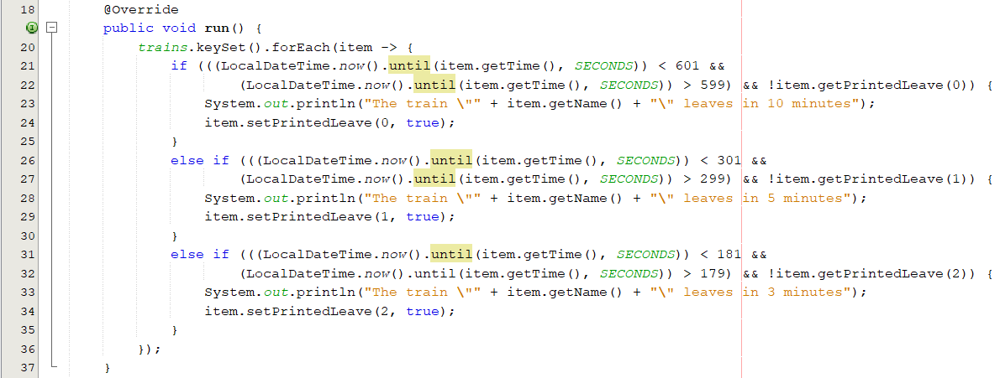 18 @Override
public void run() {
20 trains.keySet().forEach(item -> {
21 if (((LocalDateTime.now().until(item.getTime(), SECONDS)) < 601 &&
22 (LocalDateTime.now().until(item.getTime(), SECONDS)) > 599) && !item.getPrintedLeave(0)) {
23 System.out.println("The train \"" + item.getName() + "\" leaves in 10 minutes");
24 item.setPrintedLeave(0, true);
25 }
26 else if (((LocalDateTime.now().until(item.getTime(), SECONDS)) < 301 &&
27 (LocalDateTime.now().until(item.getTime(), SECONDS)) > 299) && !item.getPrintedLeave(1)) {
28 System.out.println("The train \"" + item.getName() + "\" leaves in 5 minutes");
29 item.setPrintedLeave(1, true);
30 }
31 else if (((LocalDateTime.now().until(item.getTime(), SECONDS)) < 181 &&
32 (LocalDateTime.now().until(item.getTime(), SECONDS)) > 179) && !item.getPrintedLeave(2)) {
33 System.out.println("The train \"" + item.getName() + "\" leaves in 3 minutes");
34 item.setPrintedLeave(2, true);
35 }
36 });
37 }